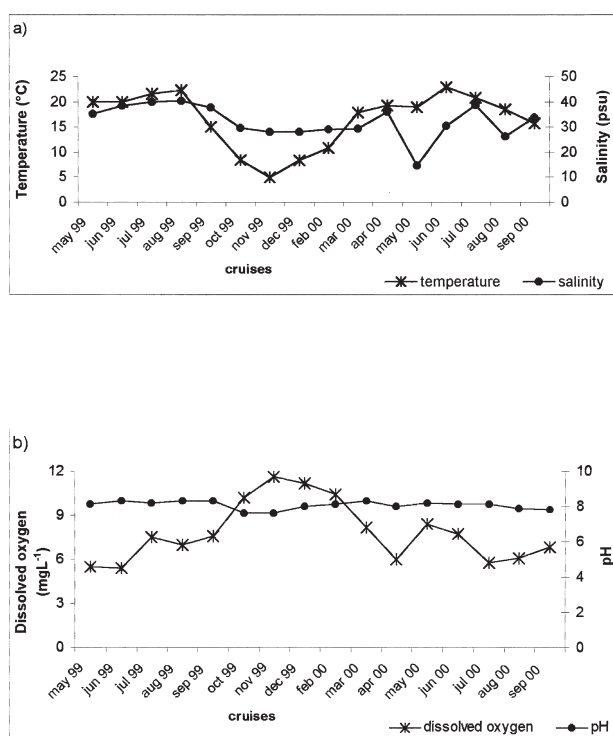 a)
Temperature (°C)
Salinity (psu)
25
20
15
10
5
0
50
40
30
20
10
0
may 99
jun 99
jul 99
aug 99
sep 99
oct 99
nov 99
dec 99
feb 00
mar 00
apr 00
may 00
jun 00
jul 00
aug 00
sep 00
cruises
temperature
salinity
b)
Dissolved oxygen
(mgL⁻¹)
pH
12
9
6
3
0
10
8
6
4
2
0
may 99
jun 99
jul 99
aug 99
sep 99
oct 99
nov 99
dec 99
feb 00
mar 00
apr 00
may 00
jun 00
jul 00
aug 00
sep 00
cruises
dissolved oxygen
pH